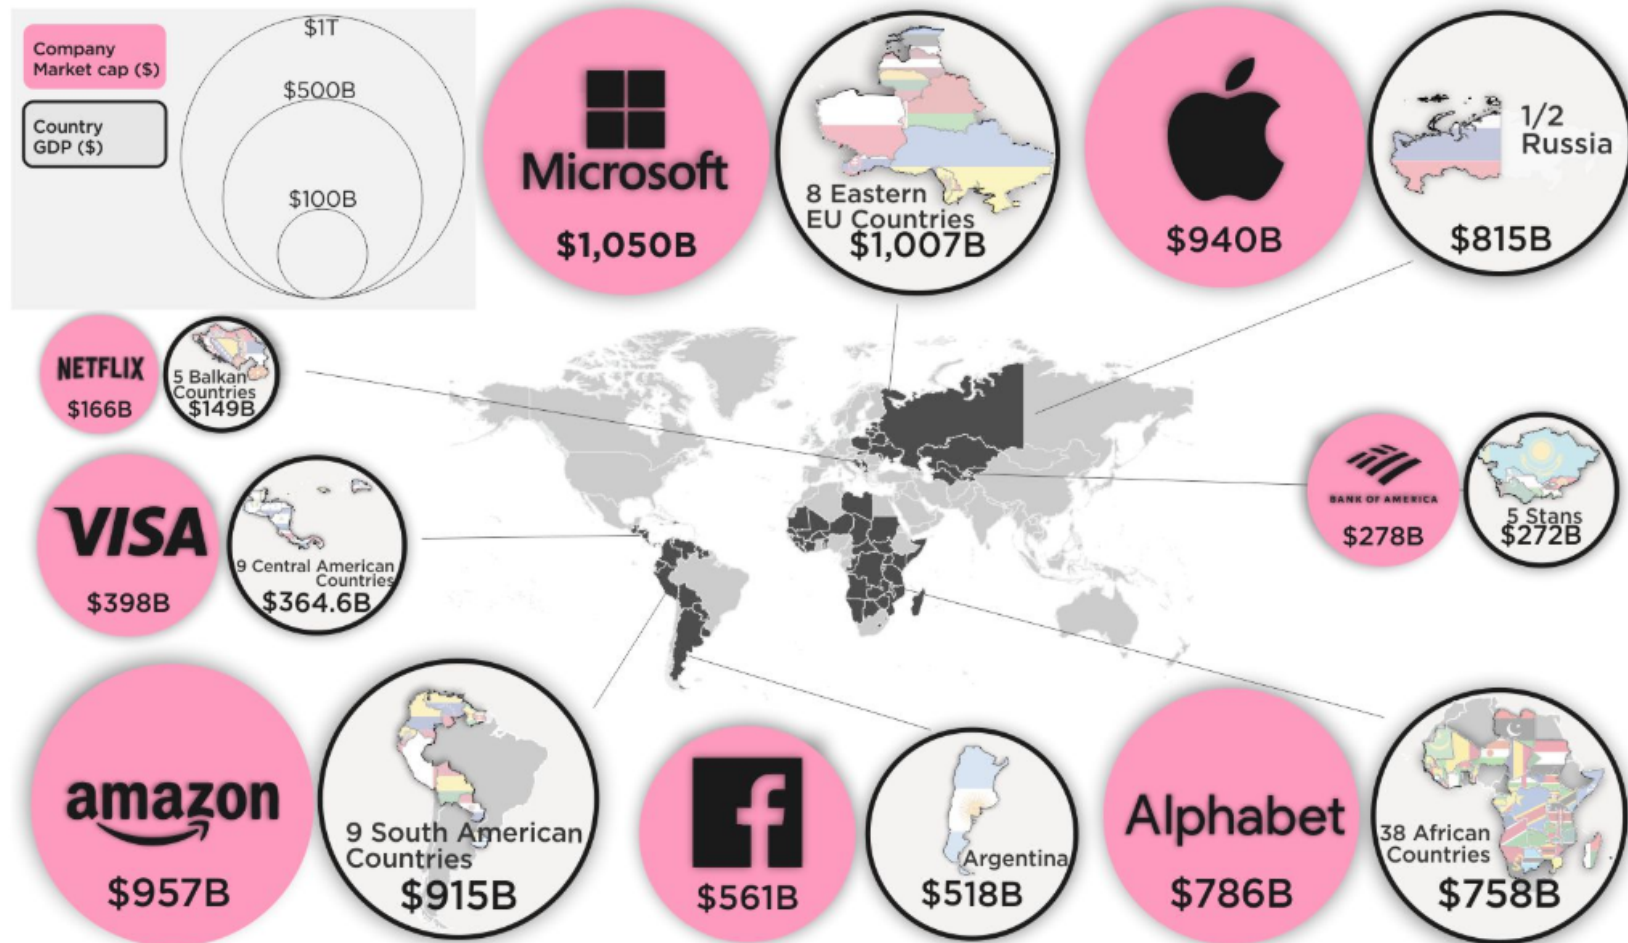 Company
Market cap ($)
Country
GDP ($)
$1T
$500B
$100B
Microsoft
$1,050B
8 Eastern
EU Countries
$1,007B
$940B
1/2
Russia
$815B
NETFLIX
$166B
5 Balkan
Countries
$149B
VISA
$398B
9 Central American
Countries
$364.6B
BANK OF AMERICA
$278B
5 Stans
$272B
amazon
$957B
9 South American
Countries
$915B
f
$561B
Argentina
$518B
Alphabet
$786B
38 African
Countries
$758B